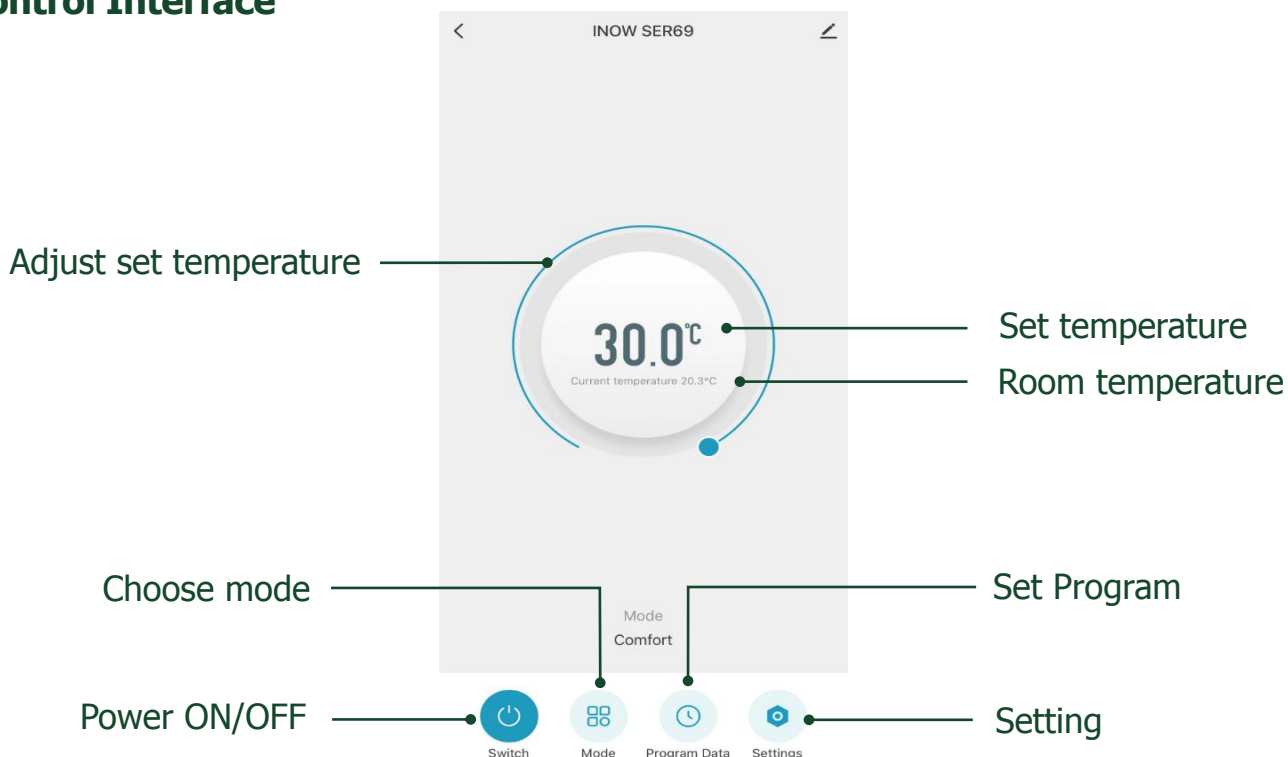 ontrol Interface
INOW SER69
Adjust set temperature
30.0℃
Set temperature
Current temperature 20.3°C
Room temperature
Choose mode
Set Program
Mode
Comfort
Power ON/OFF
Setting
Switch
Mode
Program Data
Settings